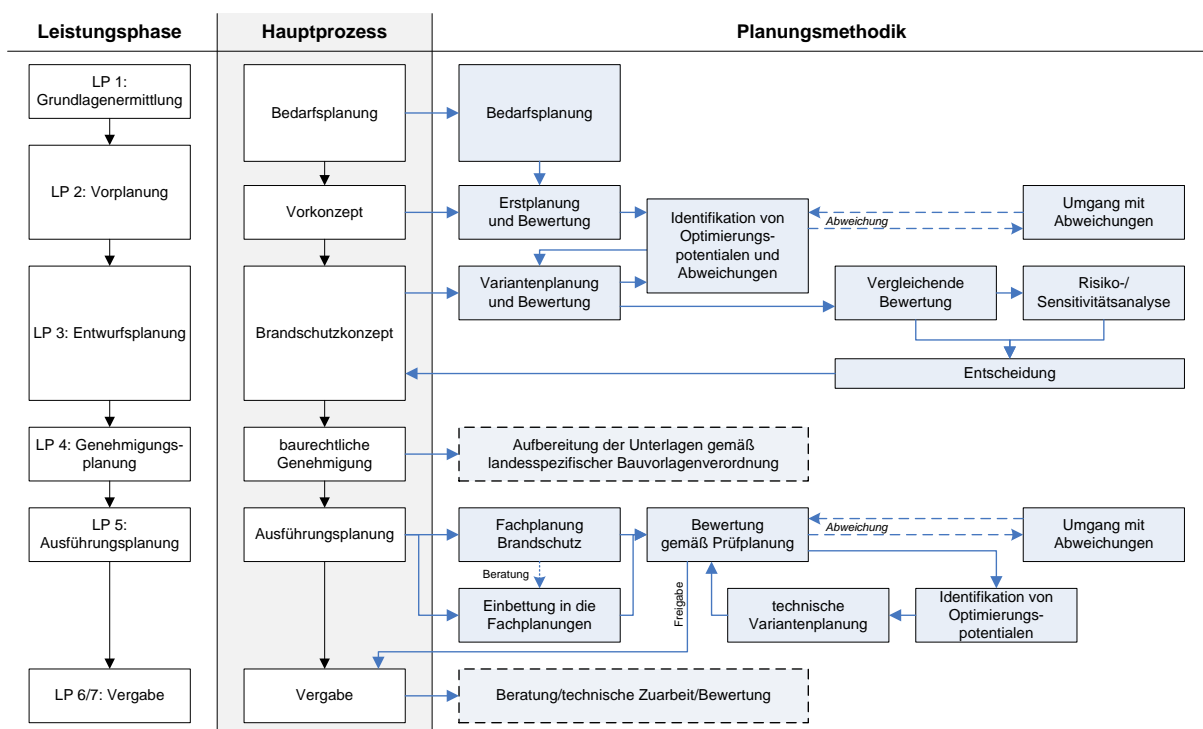 Leistungsphase
Hauptprozess
Planungsmethodik
LP 1:
Grundlagenermittlung
Bedarfsplanung
Bedarfsplanung
LP 2: Vorplanung
Vorkonzept
Erstplanung
und Bewertung
Identifikation von
Optimierungs-
potentialen und
Abweichungen
Abweichung
Umgang mit
Abweichungen
LP 3: Entwurfsplanung
Brandschutzkonzept
Variantenplanung
und Bewertung
Vergleichende
Bewertung
Risiko-/
Sensitivitätsanalyse
Entscheidung
LP 4: Genehmigungs-
planung
baurechtliche
Genehmigung
Aufbereitung der Unterlagen gemäß
landesspezifischer Bauvorlagenverordnung
LP 5:
Ausführungsplanung
Ausführungsplanung
Fachplanung
Brandschutz
Bewertung
gemäß Prüfplanung
Abweichung
Umgang mit
Abweichungen
Beratung
Einbettung in die
Fachplanungen
Freigabe
technische
Variantenplanung
Identifikation von
Optimierungs-
potentialen
LP 6/7: Vergabe
Vergabe
Beratung/technische Zuarbeit/Bewertung